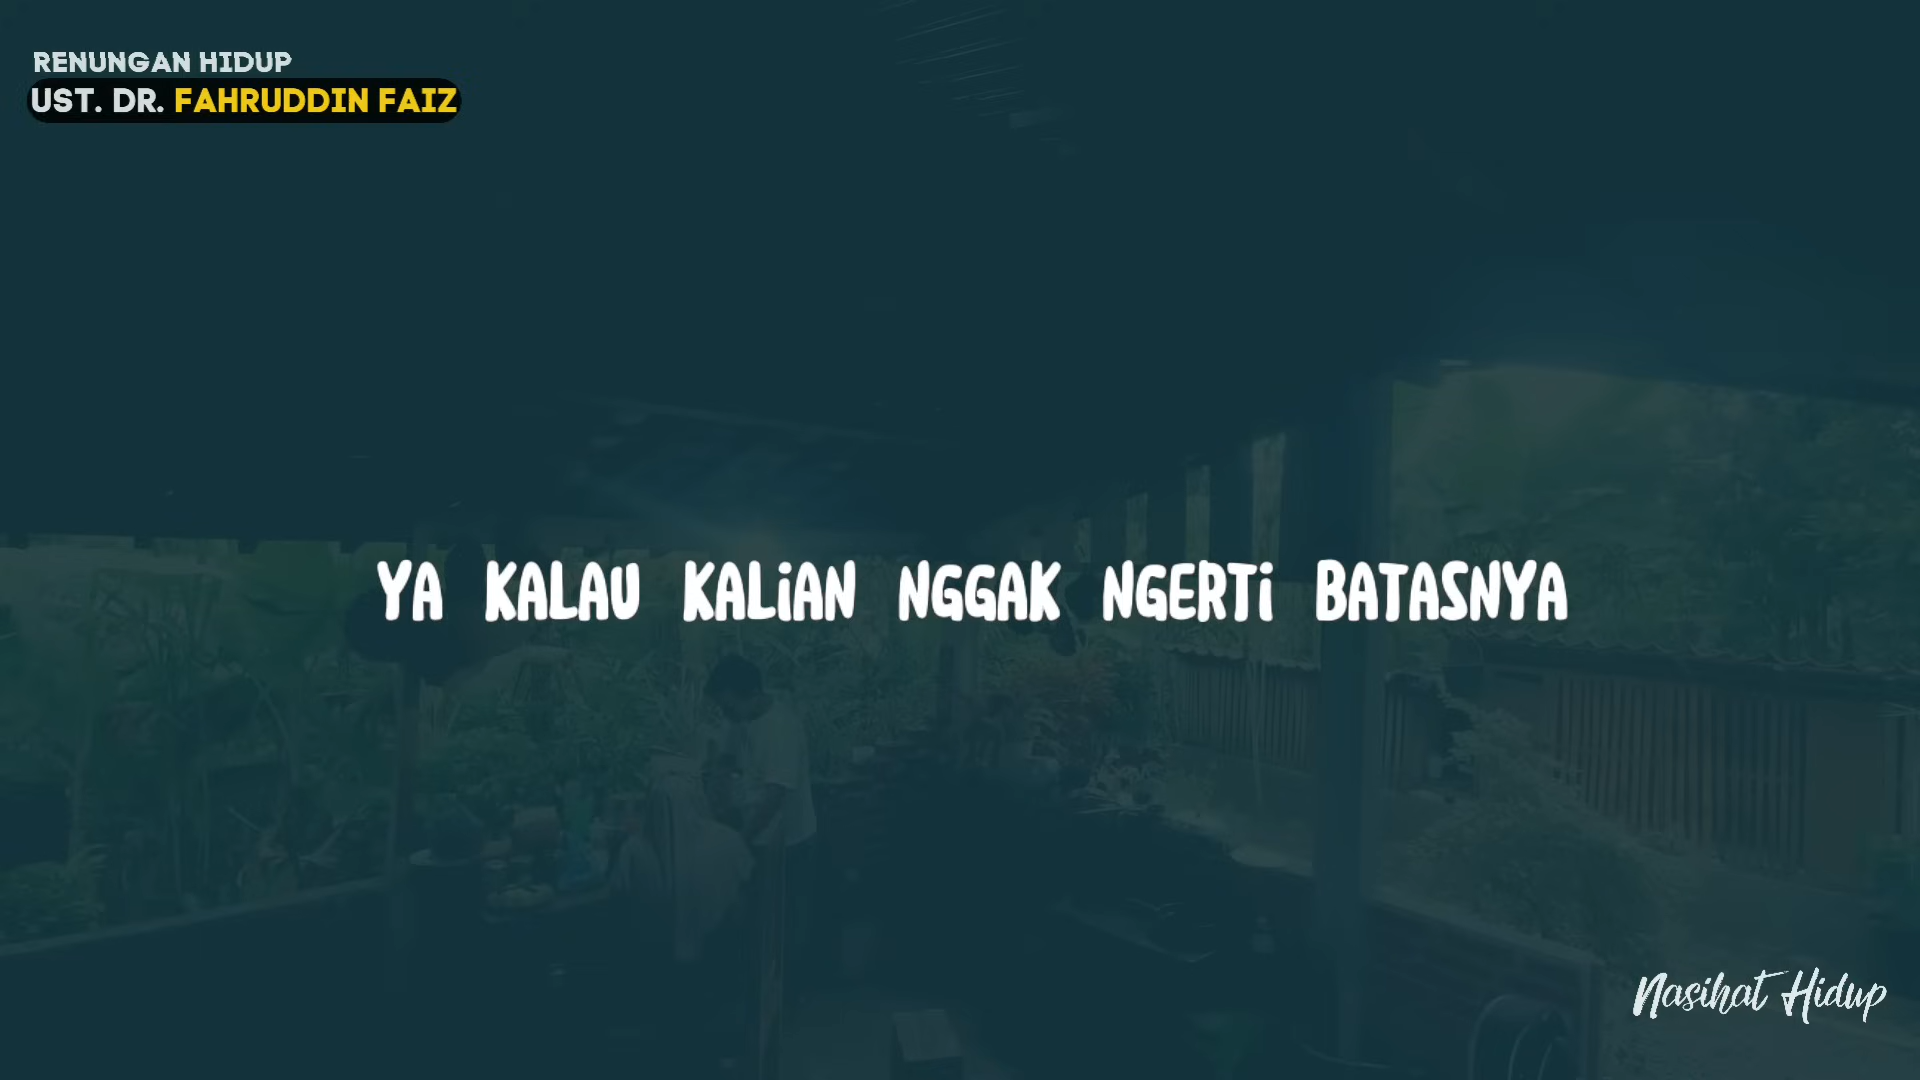 RENUNGAN HIDUP
UST. DR. FAHRUDDIN FAIZ
YA KALAU KALIAN NGGAK NGERTI BATASNYA
Nasihat Hidup